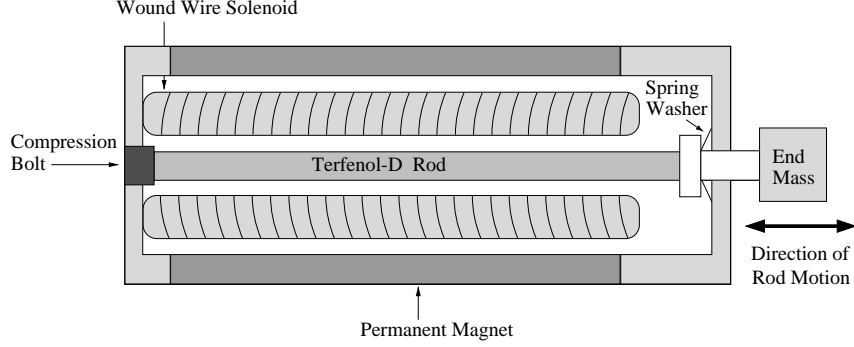 Wound Wire Solenoid
Spring
Washer
Compression
Bolt
Terfenol-D Rod
End
Mass
Direction of
Rod Motion
Permanent Magnet